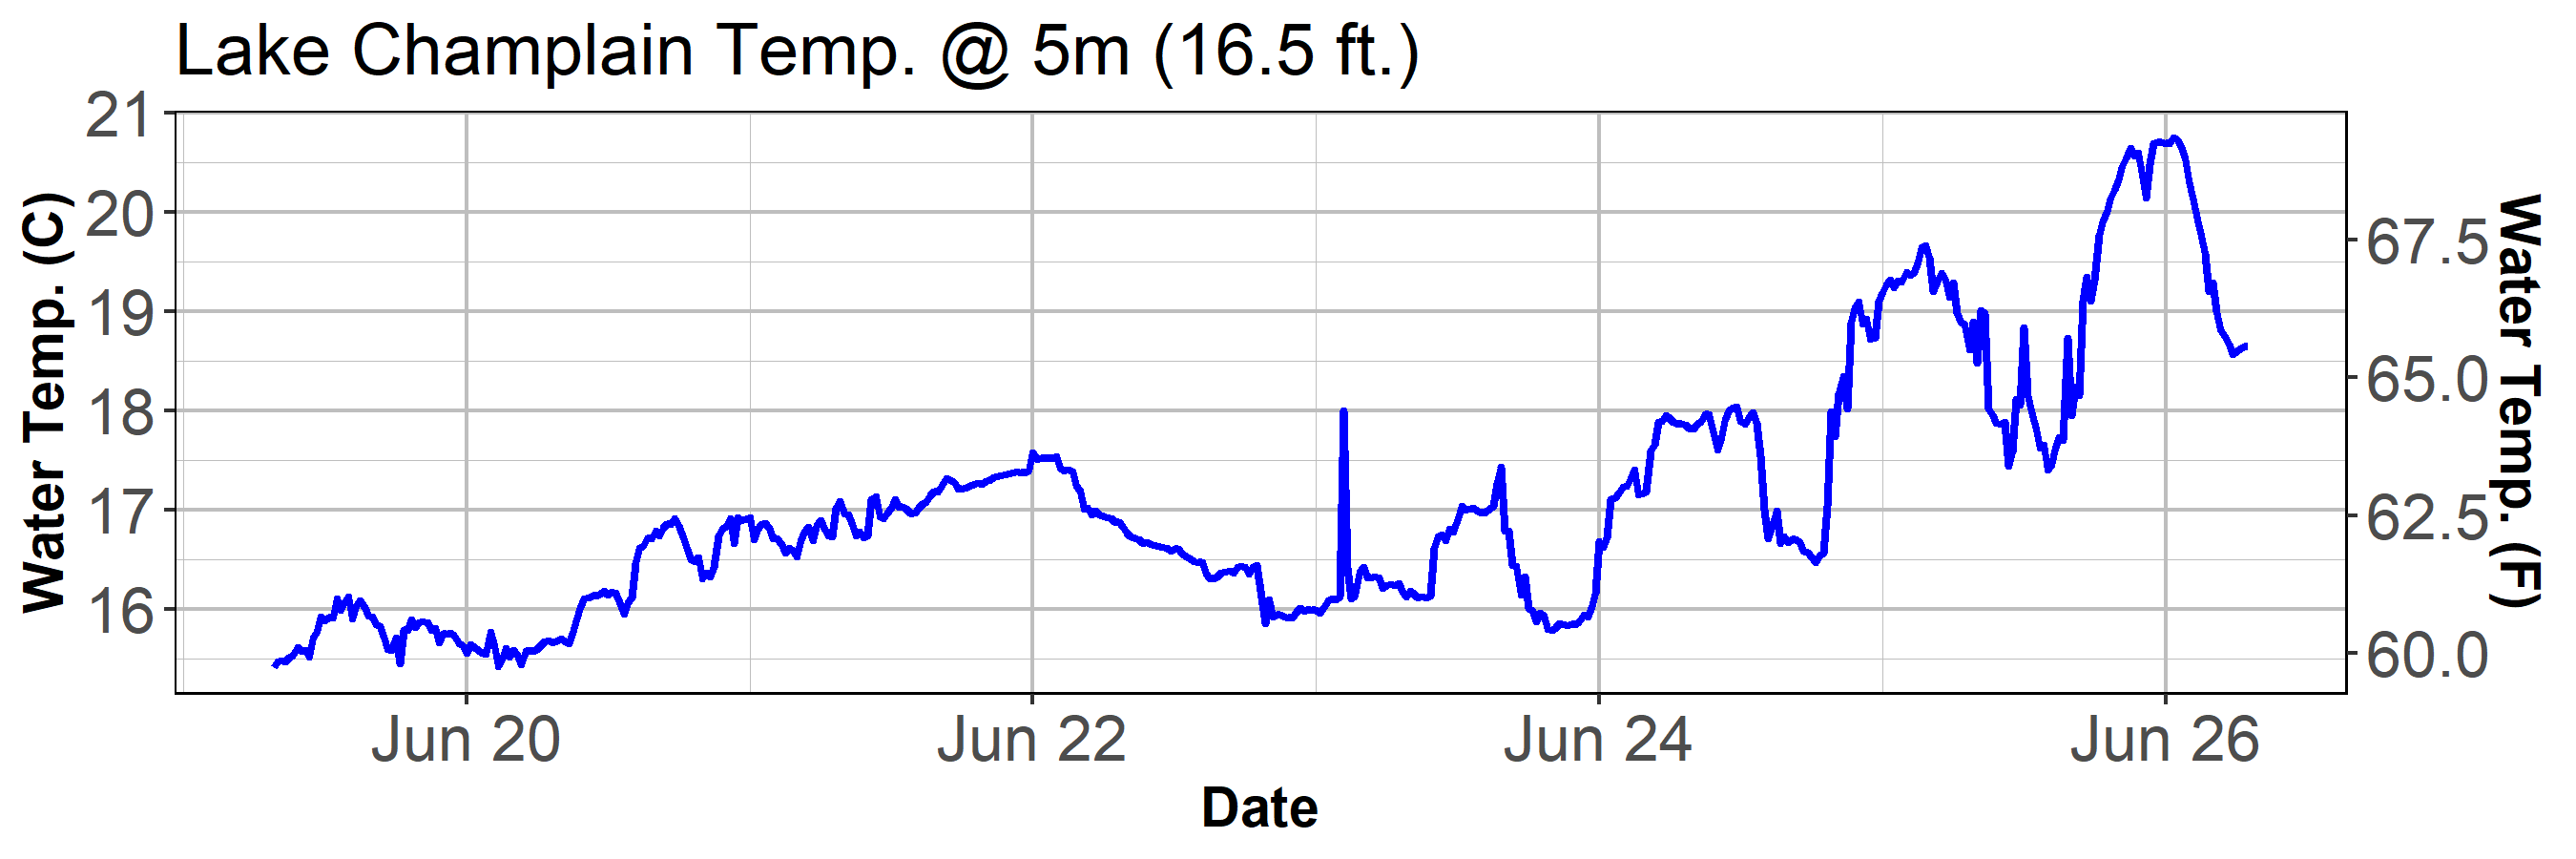 Lake Champlain Temp. @ 5m (16.5 ft.)
Water Temp. (C)
21
20
19
18
17
16
67.5
65.0
62.5
60.0
Water Temp. (F)
Jun 20 Jun 22 Jun 24 Jun 26
Date